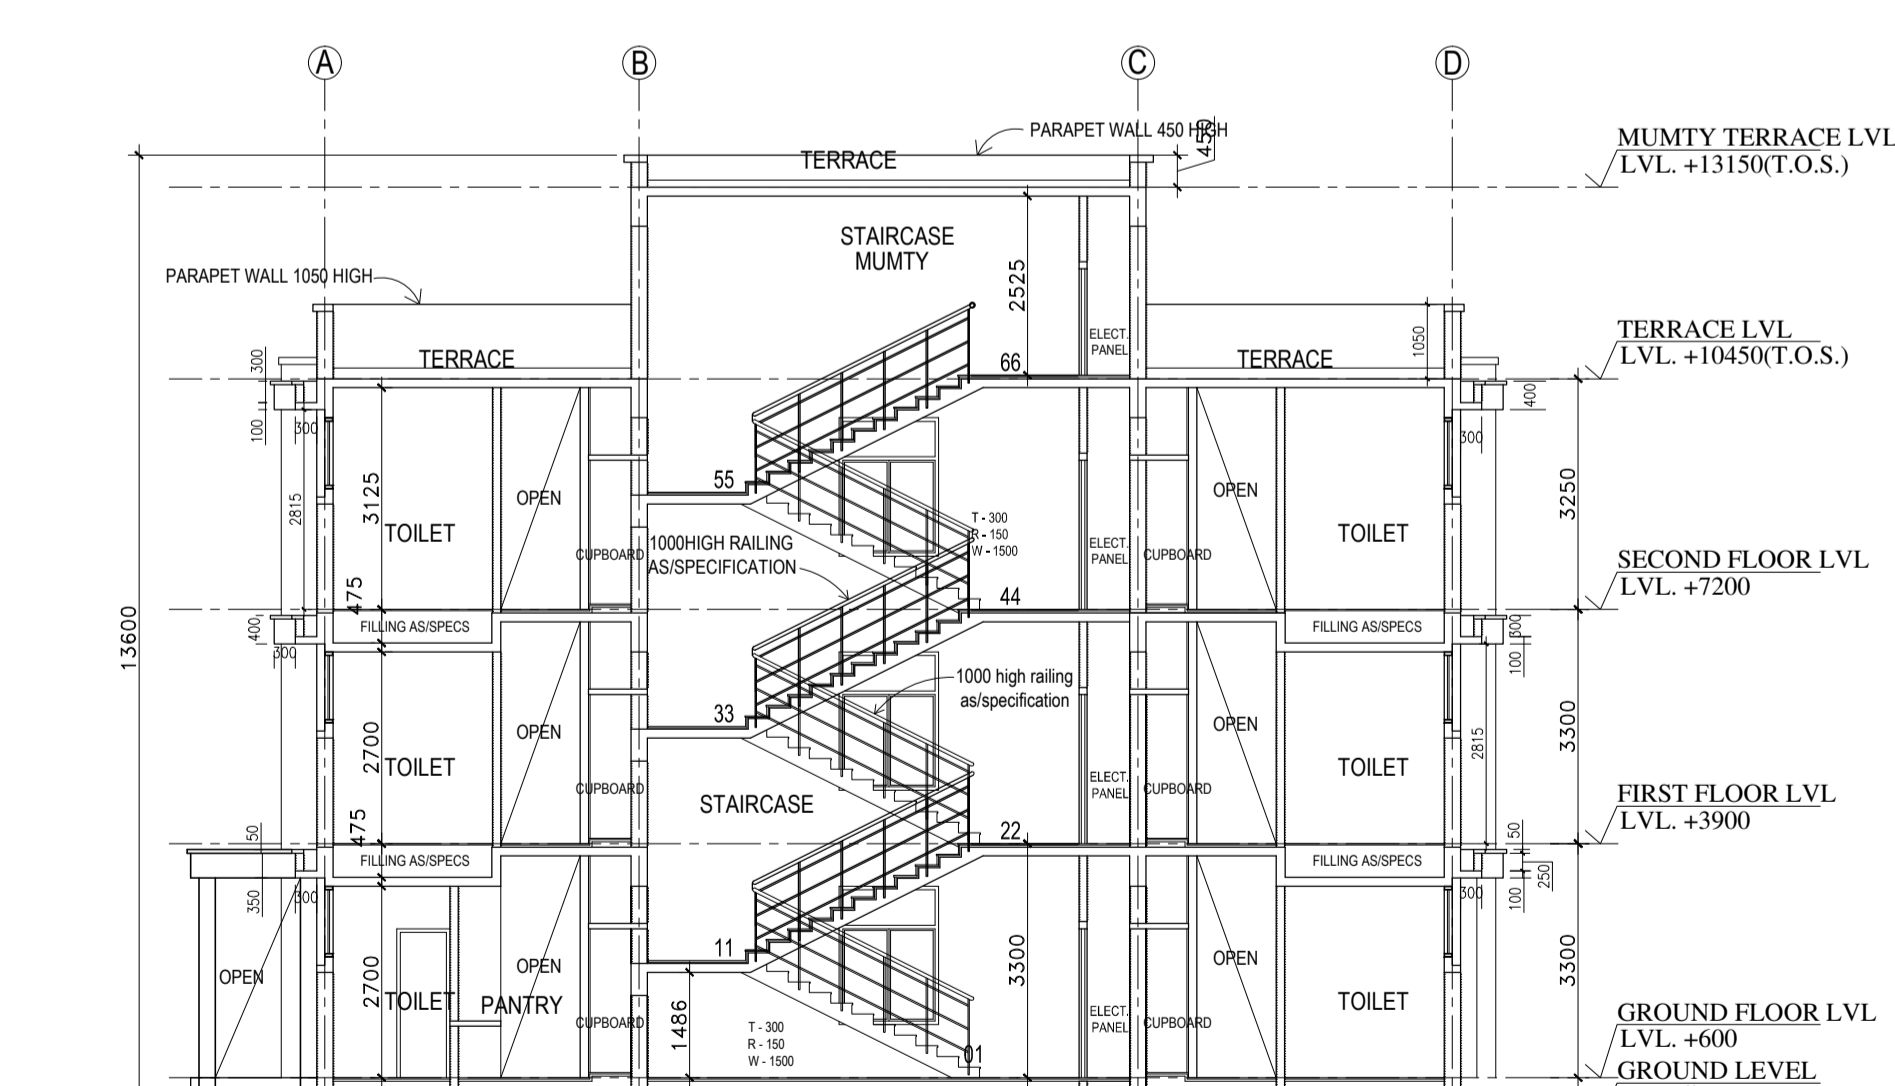 A
B
C
D
PARAPET WALL 450 HIGH
450
MUMTY TERRACE LVL
LVL. +13150(T.O.S.)
TERRACE
STAIRCASE
MUMTY
PARAPET WALL 1050 HIGH
2525
TERRACE LVL
LVL. +10450(T.O.S.)
300
TERRACE
66
ELECT.
PANEL
TERRACE
1050
100
300
400
300
3125
55
OPEN
OPEN
3250
2815
TOILET
T - 300
R - 150
W - 1500
TOILET
1000HIGH RAILING
AS/SPECIFICATION
CUPBOARD
ELECT.
PANEL
CUPBOARD
SECOND FLOOR LVL
LVL. +7200
475
44
13600
400
FILLING AS/SPECS
FILLING AS/SPECS
300
300
100
1000 high railing
as/specification
33
OPEN
OPEN
2700
TOILET
3300
2815
TOILET
CUPBOARD
ELECT.
PANEL
CUPBOARD
STAIRCASE
FIRST FLOOR LVL
LVL. +3900
475
22
150
50
FILLING AS/SPECS
FILLING AS/SPECS
350
300
300
100
250
11
OPEN
OPEN
OPEN
2700
3300
3300
TOILET
PANTRY
TOILET
1486
CUPBOARD
ELECT.
PANEL
CUPBOARD
T - 300
R - 150
W - 1500
01
GROUND FLOOR LVL
LVL. +600
GROUND LEVEL